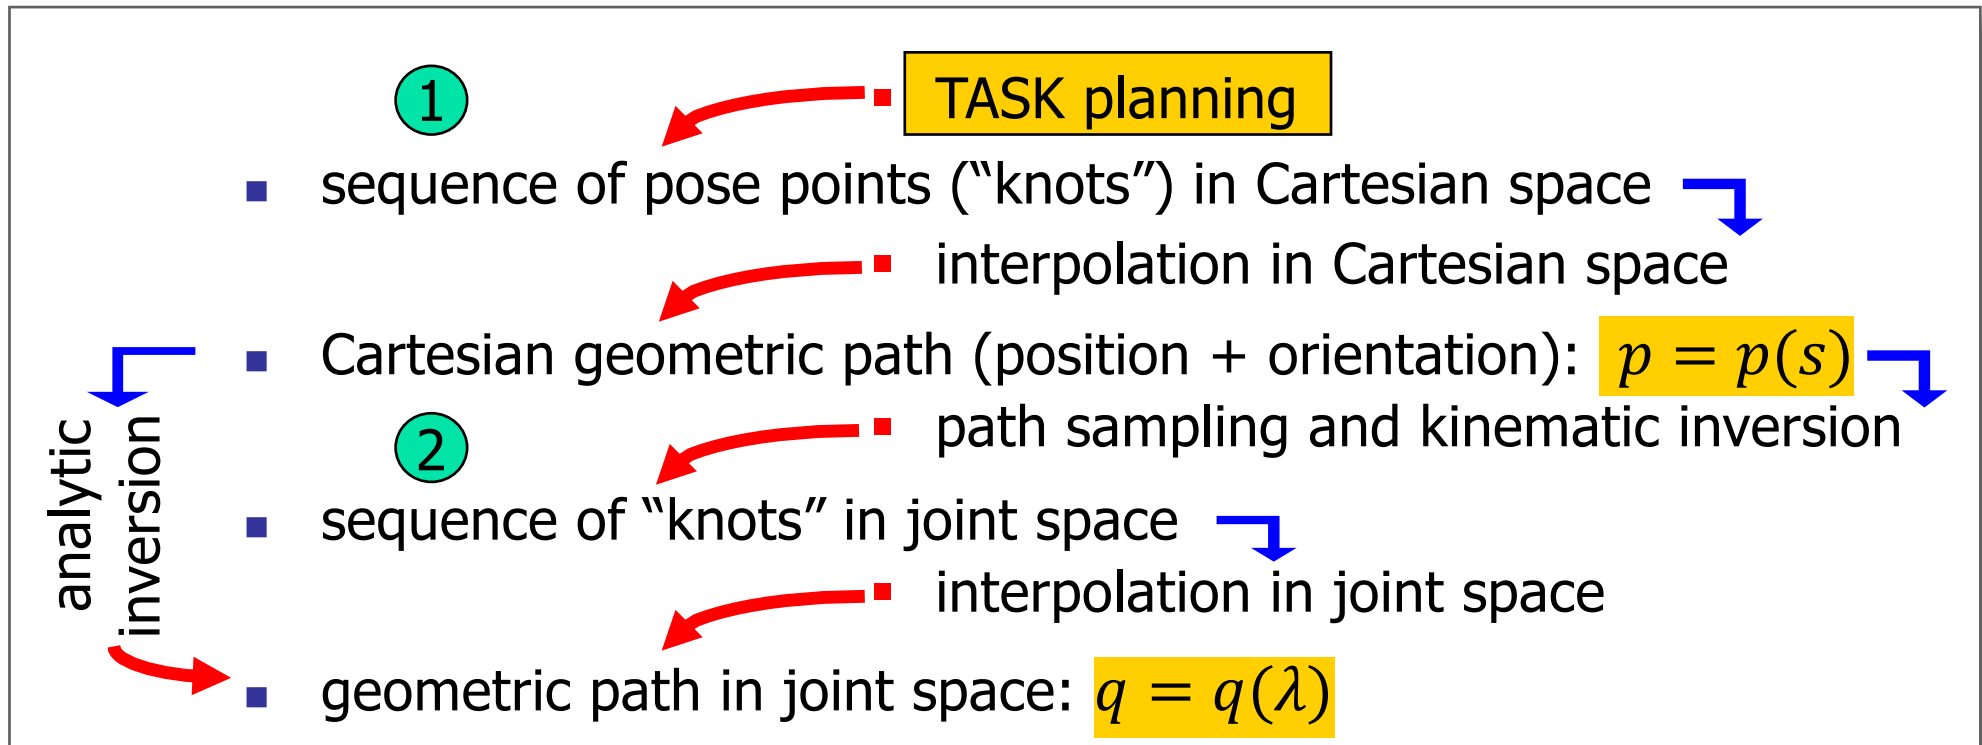 1
TASK planning
sequence of pose points (“knots”) in Cartesian space
interpolation in Cartesian space
Cartesian geometric path (position + orientation): p = p(s)
path sampling and kinematic inversion
analytic
inversion
2
sequence of “knots” in joint space
interpolation in joint space
geometric path in joint space: q = q(λ)